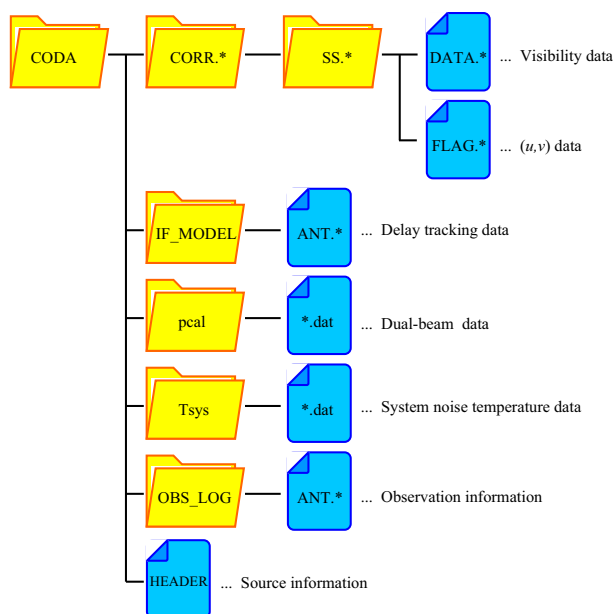 CODA CORR.* SS.* DATA.* ... Visibility data
FLAG.* ... (u,v) data
IF_MODEL ANT.* ... Delay tracking data
pcal *.dat ... Dual-beam data
Tsys *.dat ... System noise temperature data
OBS_LOG ANT.* ... Observation information
HEADER ... Source information